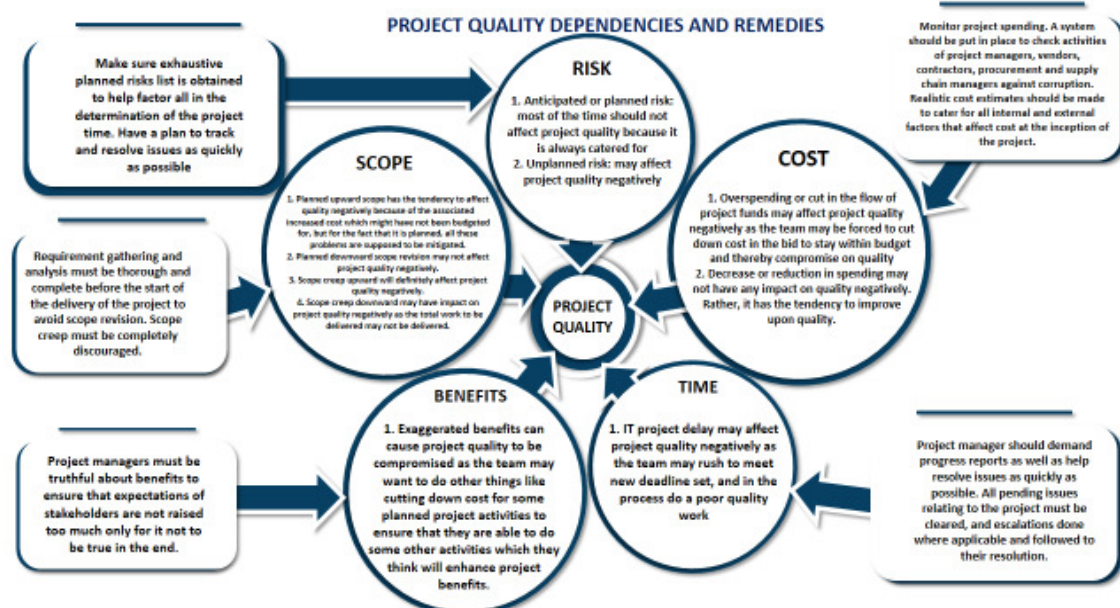 PROJECT QUALITY DEPENDENCIES AND REMEDIES
Make sure exhaustive
planned risks list is obtained
to help factor all in the
determination of the project
time. Have a plan to track
and resolve issues as quickly
as possible
RISK
1. Anticipated or planned risk:
most of the time should not
affect project quality because it
is always catered for
2. Unplanned risk: may affect
project quality negatively
Monitor project spending. A system
should be put in place to check activities
of project managers, vendors,
contractors, procurement and supply
chain managers against corruption.
Realistic cost estimates should be made
to cater for all internal and external
factors that affect cost at the inception of
the project.
SCOPE
1. Planned upward scope has the tendency to affect
quality negatively because of the associated
increased cost which might have not been budgeted
for, but for the fact that it is planned, all these
problems are supposed to be mitigated.
2. Planned downward scope revision may not affect
project quality negatively.
3. Scope creep upward will definitely affect project
quality negatively.
4. Scope creep downward may have impact on
project quality negatively as the total work to be
delivered may not be delivered.
COST
1. Overspending or cut in the flow of
project funds may affect project quality
negatively as the team may be forced to cut
down cost in the bid to stay within budget
and thereby compromise on quality
2. Decrease or reduction in spending may
not have any impact on quality negatively.
Rather, it has the tendency to improve
upon quality.
Requirement gathering and
analysis must be thorough and
complete before the start of
the delivery of the project to
avoid scope revision. Scope
creep must be completely
discouraged.
PROJECT
QUALITY
BENEFITS
1. Exaggerated benefits can
cause project quality to be
compromised as the team may
want to do other things like
cutting down cost for some
planned project activities to
ensure that they are able to do
some other activities which they
think will enhance project
benefits.
TIME
1. IT project delay may affect
project quality negatively as
the team may rush to meet
new deadline set, and in the
process do a poor quality
work
Project managers must be
truthful about benefits to
ensure that expectations of
stakeholders are not raised
too much only for it not to
be true in the end.
Project manager should demand
progress reports as well as help
resolve issues as quickly as
possible. All pending issues
relating to the project must be
cleared, and escalations done
where applicable and followed to
their resolution.